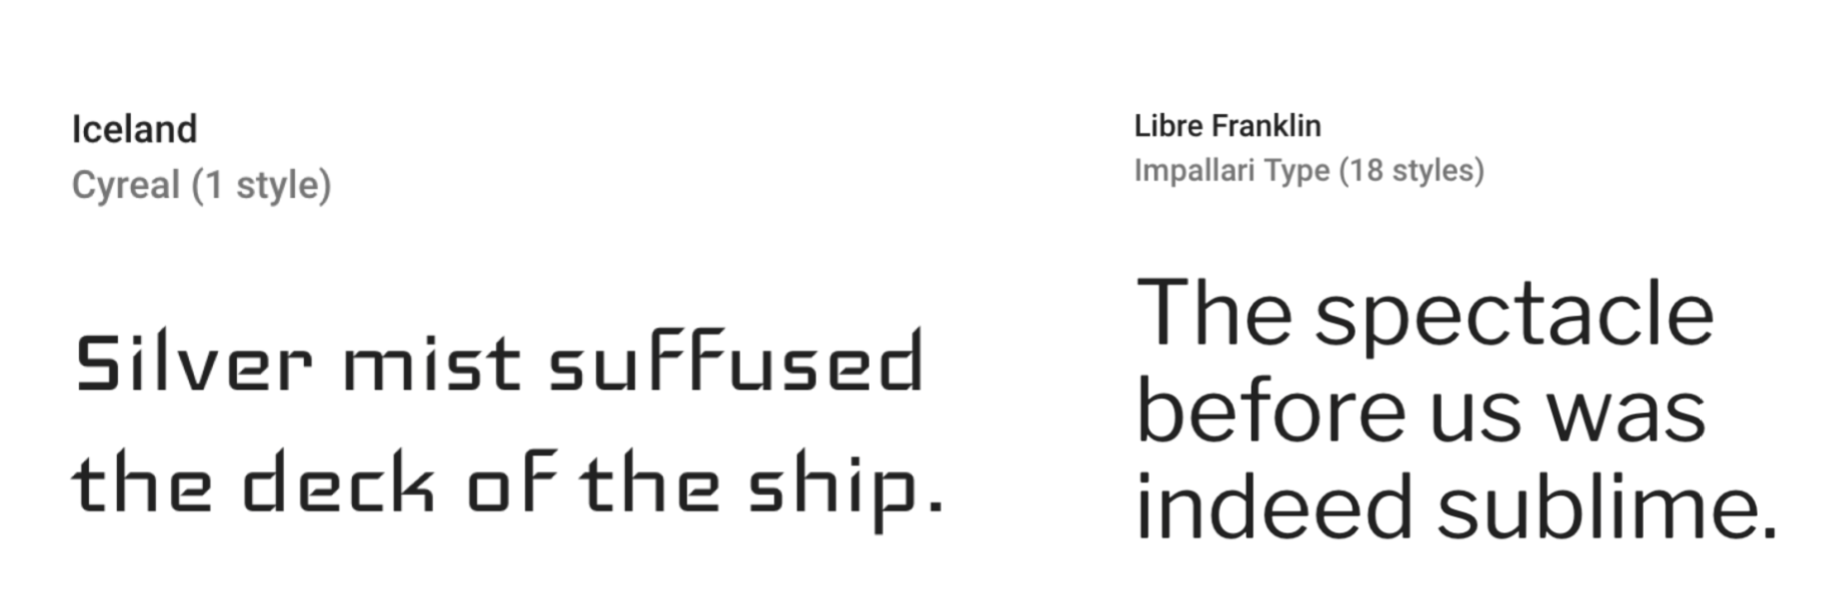 Iceland
Cyreal (1 style)
Silver mist suffused
the deck of the ship.
Libre Franklin
Impallari Type (18 styles)
The spectacle
before us was
indeed sublime.